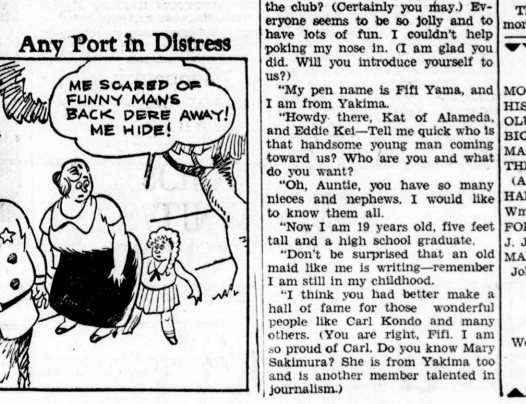 Any Port in Distress
ME SCARED OF
FUNNY MANS
BACK DERE AWAY!
ME HIDE!
the club? (Certainly you may.) Ev-
eryone seems to be so jolly and to
have lots of fun. I couldn't help
poking my nose in. (I am glad you
did. Will you introduce yourself to
us?)
"My pen name is Fifi Yama, and
I am from Yakima.
"Howdy there, Kat of Alameda,
and Eddie Kei—Tell me quick who is
that handsome young man coming
toward us? Who are you and what
do you want?
"Oh, Auntie, you have so many
nieces and nephews. I would like
to know them all.
"Now I am 19 years old, five feet
tall and a high school graduate.
"Don't be surprised that an old
maid like me is writing—remember
I am still in my childhood.
"I think you had better make a
hall of fame for those wonderful
people like Carl Kondo and many
others. (You are right, Fifi. I am
so proud of Carl. Do you know Mary
Sakimura? She is from Yakima too
and is another member talented in
journalism.)
T
mor
MO
HIS
OLU
BIO
MA
THE
(A
HAR
Wm
FOR
J. J
MA
Jo
W